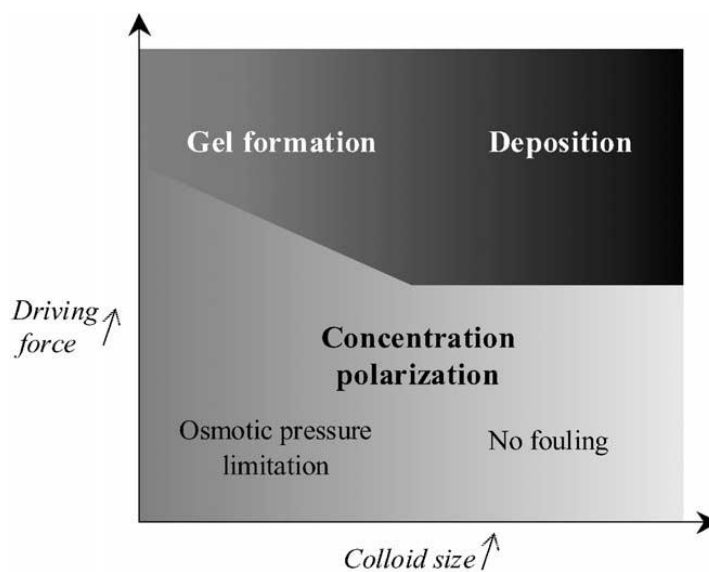 Gel formation
Deposition
Driving
force
Concentration
polarization
Osmotic pressure
limitation
No fouling
Colloid size